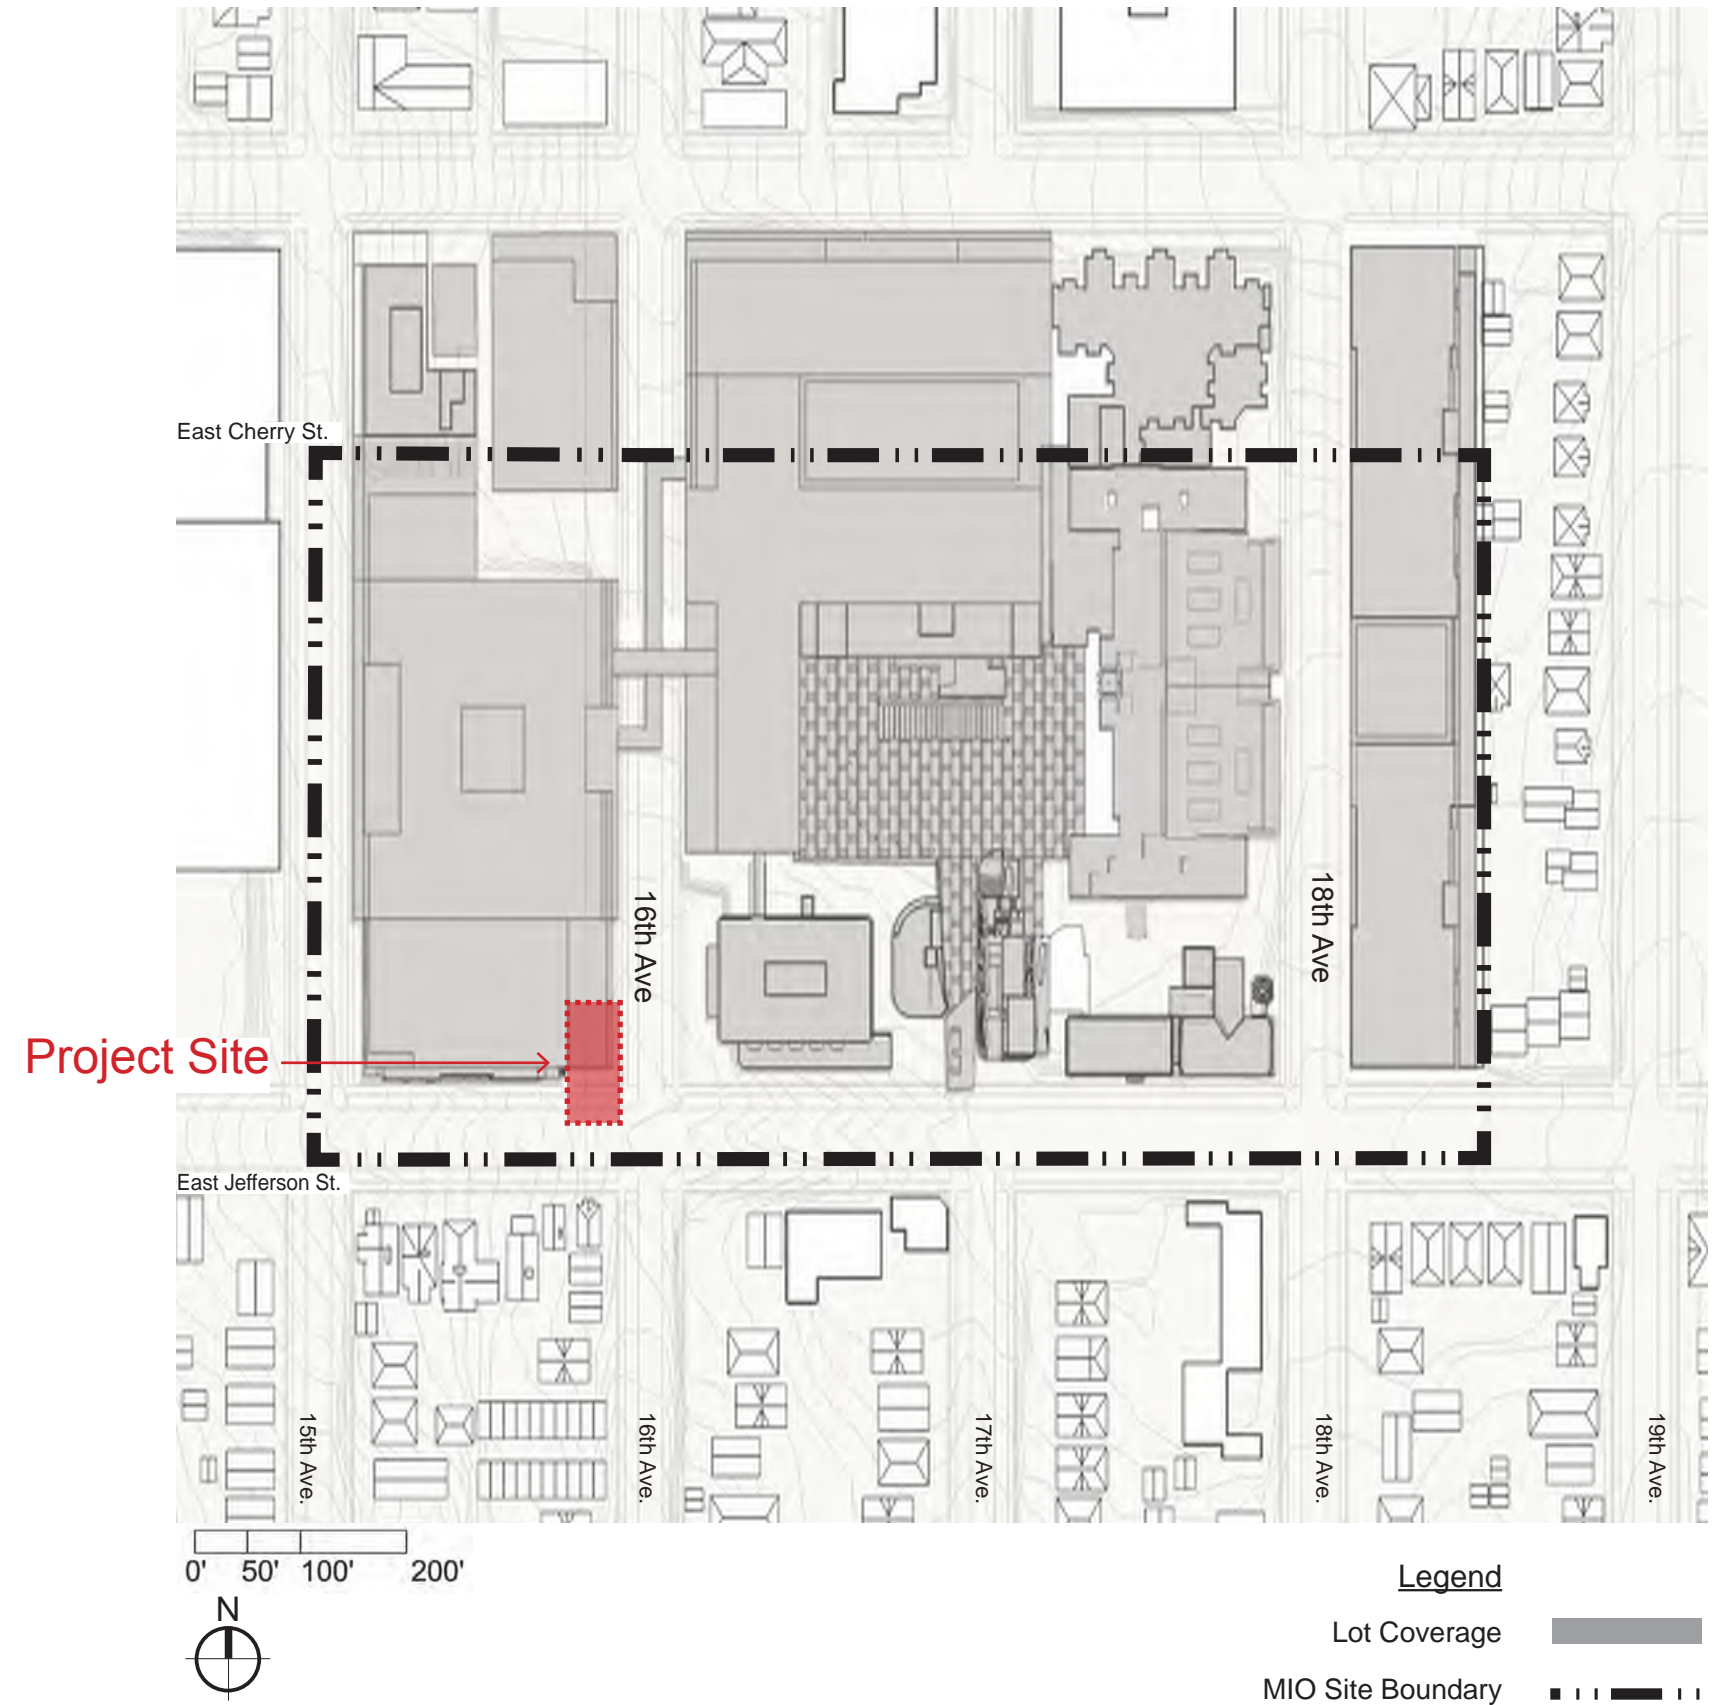 East Cherry St.
16th Ave
18th Ave
Project Site
East Jefferson St.
15th Ave.
16th Ave.
17th Ave.
18th Ave.
19th Ave.
0' 50' 100' 200'
N
Legend
Lot Coverage
MIO Site Boundary